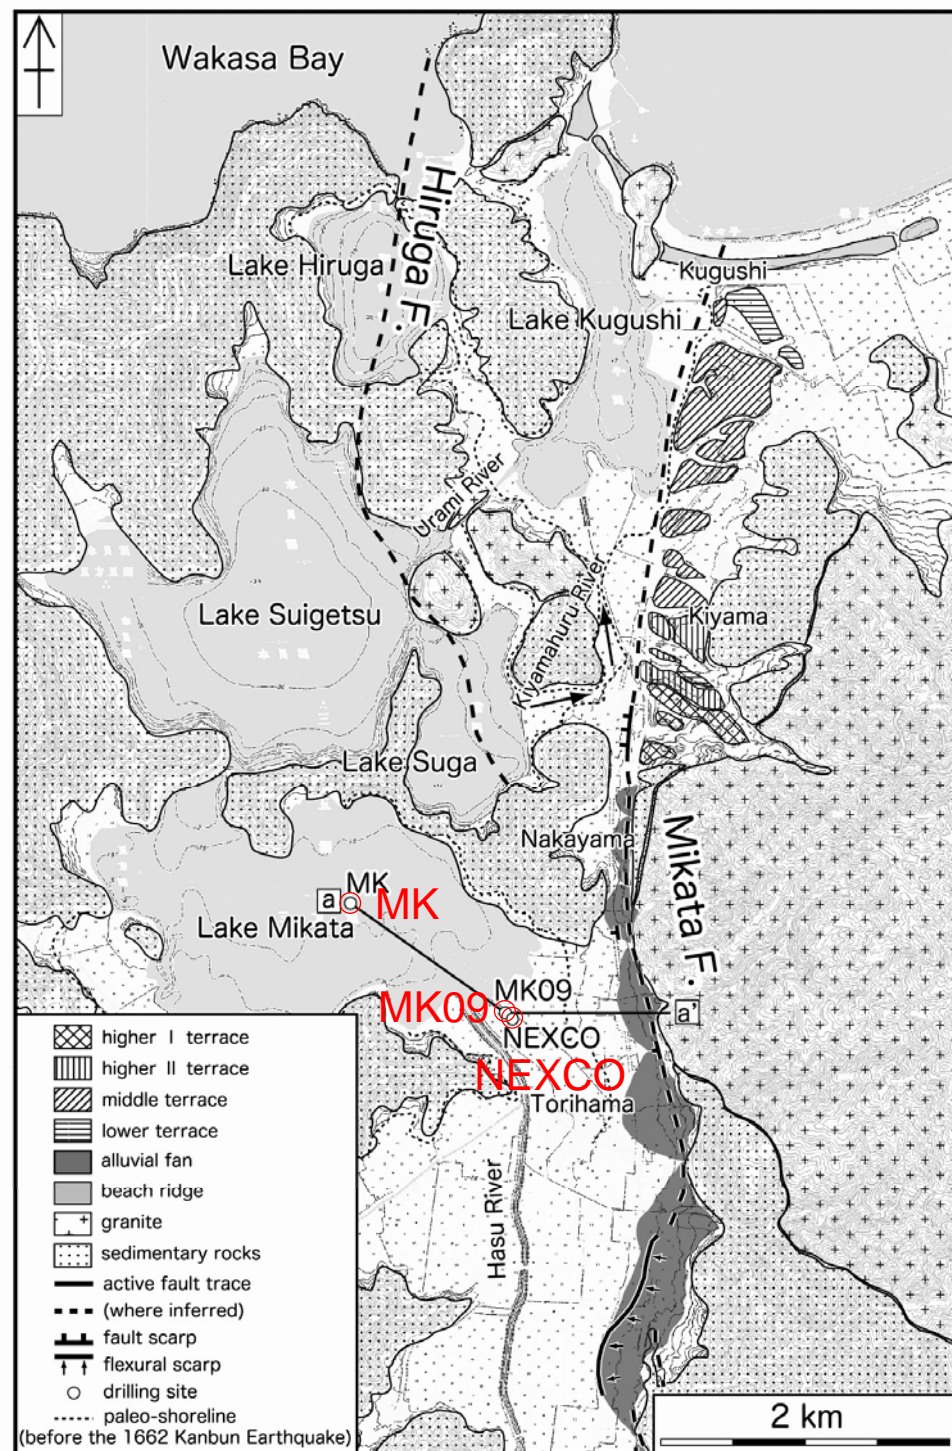 Wakasa Bay
Hiruga F.
Lake Hiruga
Kugushi
Lake Kugushi
Urami River
Lake Suigetsu
Kiyamahuru River
Kiyama
Lake Suga
Nakayama
Mikata F.
a
MK
MK
Lake Mikata
MK09
MK09
a'
NEXCO
NEXCO
Torihama
Hasu River
higher I terrace
higher II terrace
middle terrace
lower terrace
alluvial fan
beach ridge
granite
sedimentary rocks
active fault trace
(where inferred)
fault scarp
flexural scarp
drilling site
paleo-shoreline
(before the 1662 Kanbun Earthquake)
2 km